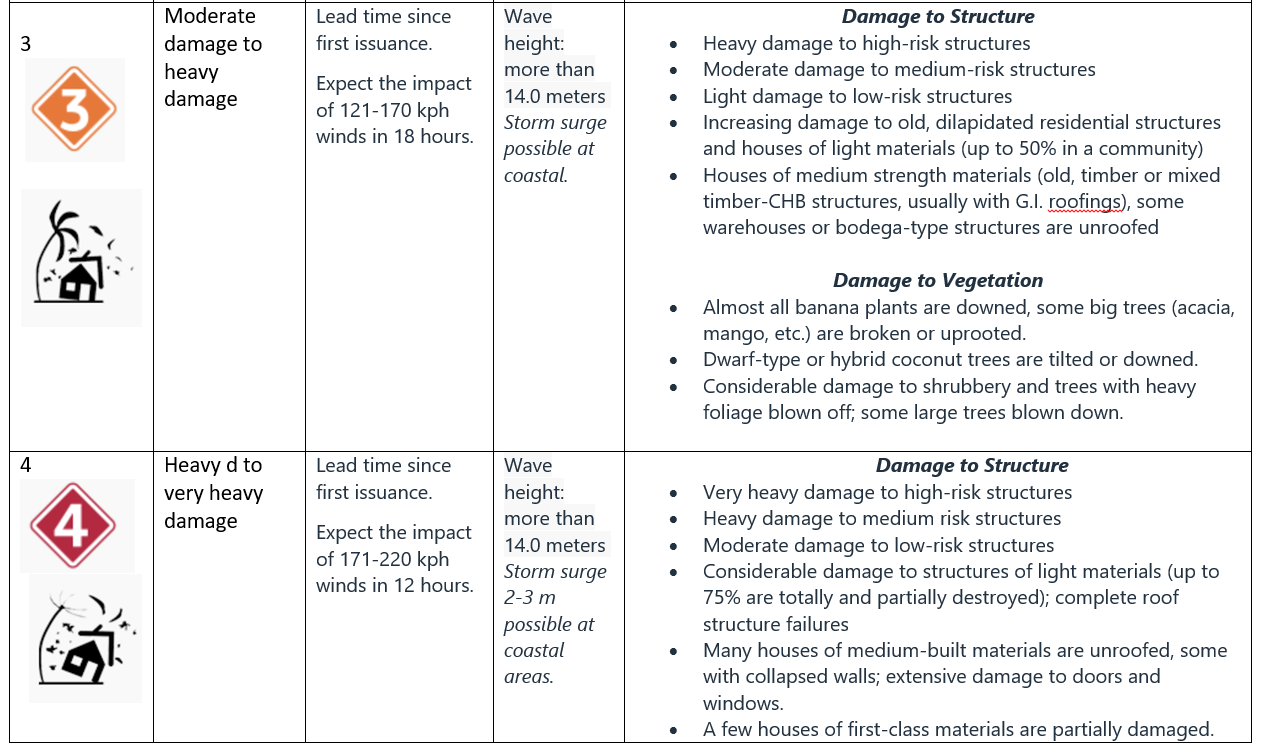 3
3
Moderate
damage to
heavy
damage
Lead time since
first issuance.
Expect the impact
of 121-170 kph
winds in 18 hours.
Wave
height:
more than
14.0 meters
Storm surge
possible at
coastal.
Damage to Structure
• Heavy damage to high-risk structures
• Moderate damage to medium-risk structures
• Light damage to low-risk structures
• Increasing damage to old, dilapidated residential structures
and houses of light materials (up to 50% in a community)
• Houses of medium strength materials (old, timber or mixed
timber-CHB structures, usually with G.I. roofings), some
warehouses or bodega-type structures are unroofed
Damage to Vegetation
• Almost all banana plants are downed, some big trees (acacia,
mango, etc.) are broken or uprooted.
• Dwarf-type or hybrid coconut trees are tilted or downed.
• Considerable damage to shrubbery and trees with heavy
foliage blown off; some large trees blown down.
4
4
Heavy d to
very heavy
damage
Lead time since
first issuance.
Expect the impact
of 171-220 kph
winds in 12 hours.
Wave
height:
more than
14.0 meters
Storm surge
2-3 m
possible at
coastal
areas.
Damage to Structure
• Very heavy damage to high-risk structures
• Heavy damage to medium risk structures
• Moderate damage to low-risk structures
• Considerable damage to structures of light materials (up to
75% are totally and partially destroyed); complete roof
structure failures
• Many houses of medium-built materials are unroofed, some
with collapsed walls; extensive damage to doors and
windows.
• A few houses of first-class materials are partially damaged.